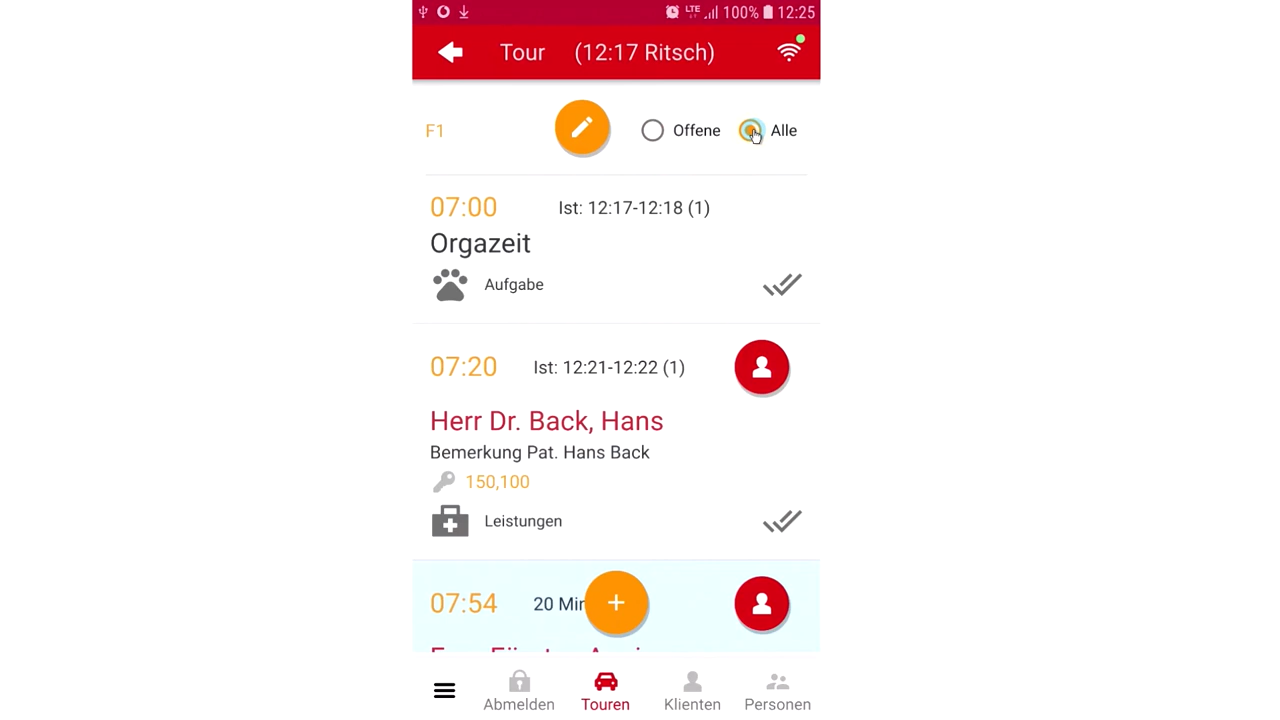 LTE 100% 12:25
Tour (12:17 Ritsch)
F1 Offene Alle
07:00 Ist: 12:17-12:18 (1)
Orgazeit
Aufgabe
07:20 Ist: 12:21-12:22 (1)
Herr Dr. Back, Hans
Bemerkung Pat. Hans Back
150,100
Leistungen
07:54 20
Abmelden Touren Klienten Personen